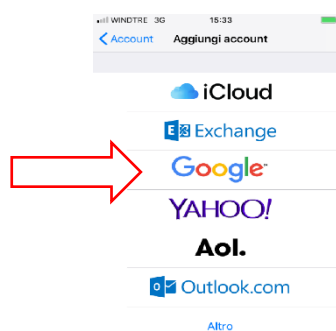 WINDTRE 3G 15:33
Account Aggiungi account
iCloud
Exchange
Google
YAHOO!
Aol.
Outlook.com
Altro